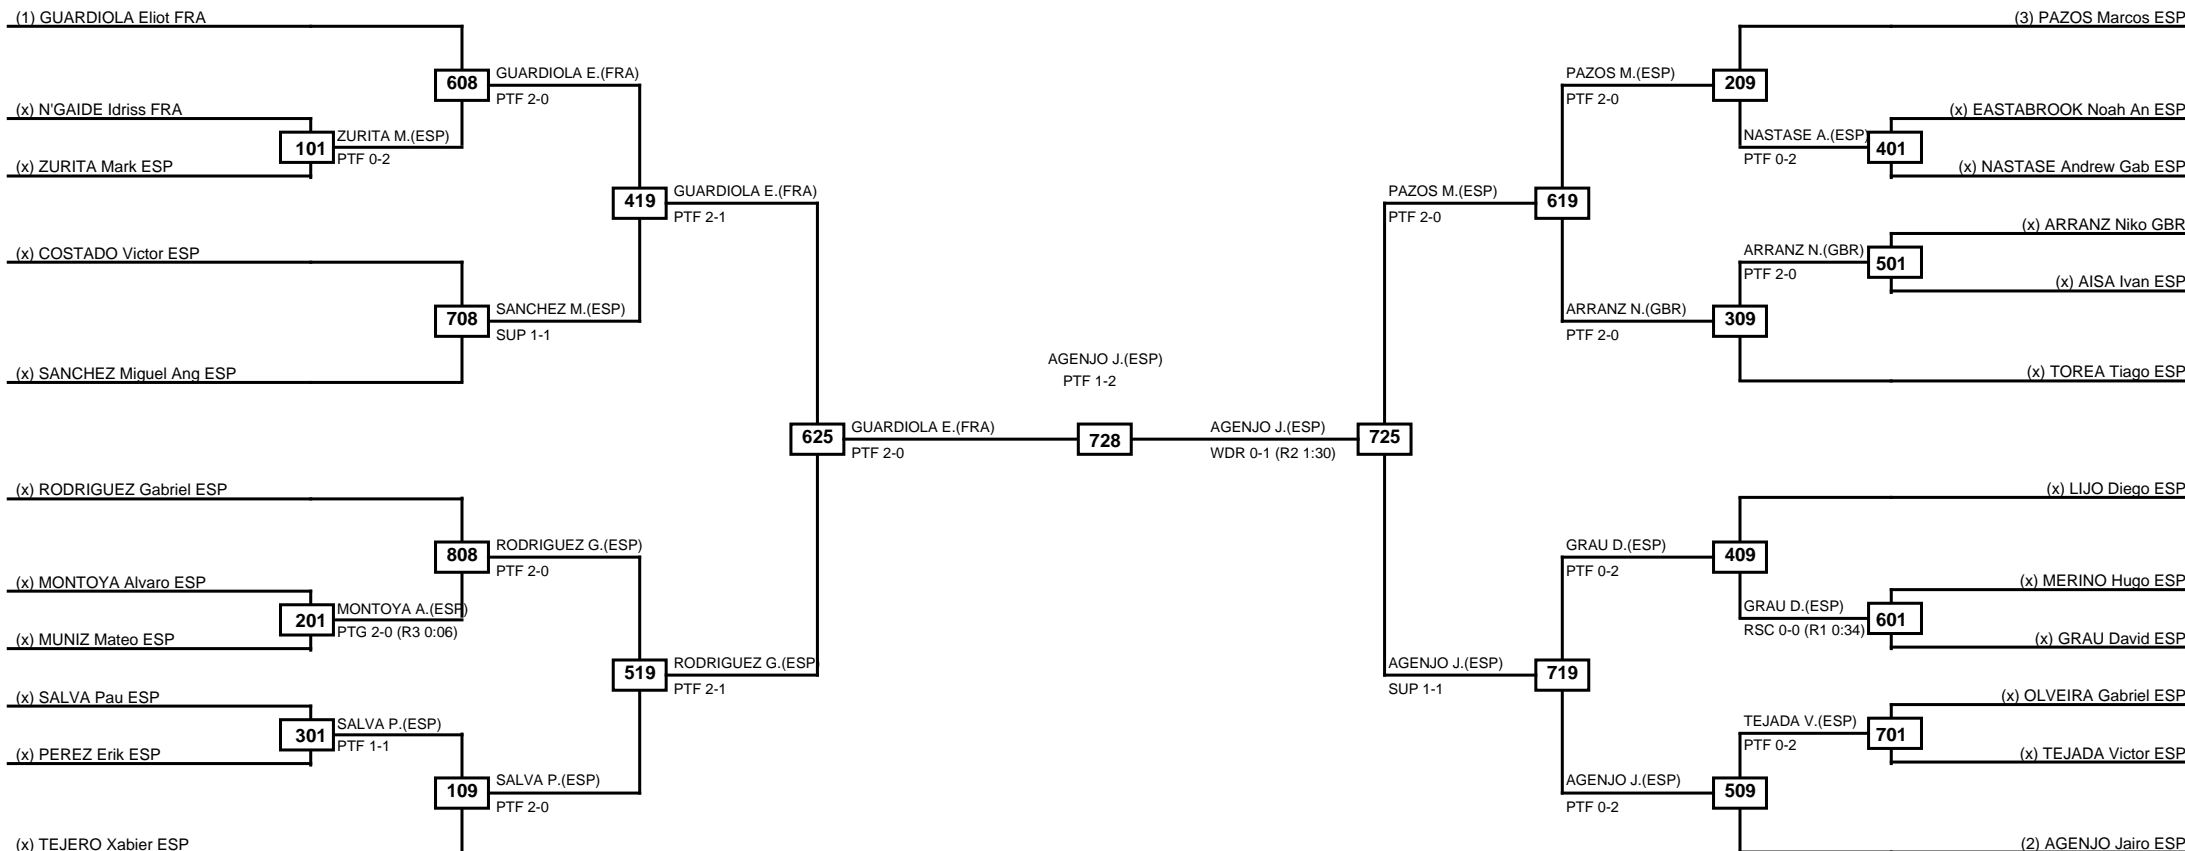 (1) GUARDIOLA Eliot FRA
(x) N'GAIDE Idriss FRA
(x) ZURITA Mark ESP
(x) COSTADO Victor ESP
(x) SANCHEZ Miguel Ang ESP
(x) RODRIGUEZ Gabriel ESP
(x) MONTOYA Alvaro ESP
(x) MUNIZ Mateo ESP
(x) SALVA Pau ESP
(x) PEREZ Erik ESP
(x) TEJERO Xabier ESP
101
ZURITA M.(ESP)
PTF 0-2
201
MONTOYA A.(ESP)
PTG 2-0 (R3 0:06)
301
SALVA P.(ESP)
PTF 1-1
608
GUARDIOLA E.(FRA)
PTF 2-0
708
SANCHEZ M.(ESP)
SUP 1-1
808
RODRIGUEZ G.(ESP)
PTF 2-0
109
SALVA P.(ESP)
PTF 2-0
419
GUARDIOLA E.(FRA)
PTF 2-1
519
RODRIGUEZ G.(ESP)
PTF 2-1
625
GUARDIOLA E.(FRA)
PTF 2-0
AGENJO J.(ESP)
PTF 1-2
728
AGENJO J.(ESP)
WDR 0-1 (R2 1:30)
725
PAZOS M.(ESP)
PTF 2-0
619
AGENJO J.(ESP)
SUP 1-1
719
PAZOS M.(ESP)
PTF 2-0
209
ARRANZ N.(GBR)
PTF 2-0
309
GRAU D.(ESP)
PTF 0-2
409
AGENJO J.(ESP)
PTF 0-2
509
NASTASE A.(ESP)
PTF 0-2
401
ARRANZ N.(GBR)
PTF 2-0
501
GRAU D.(ESP)
RSC 0-0 (R1 0:34)
601
TEJADA V.(ESP)
PTF 0-2
701
(3) PAZOS Marcos ESP
(x) EASTABROOK Noah An ESP
(x) NASTASE Andrew Gab ESP
(x) ARRANZ Niko GBR
(x) AISA Ivan ESP
(x) TOREA Tiago ESP
(x) LIJO Diego ESP
(x) MERINO Hugo ESP
(x) GRAU David ESP
(x) OLVEIRA Gabriel ESP
(x) TEJADA Victor ESP
(2) AGENJO Jairo ESP